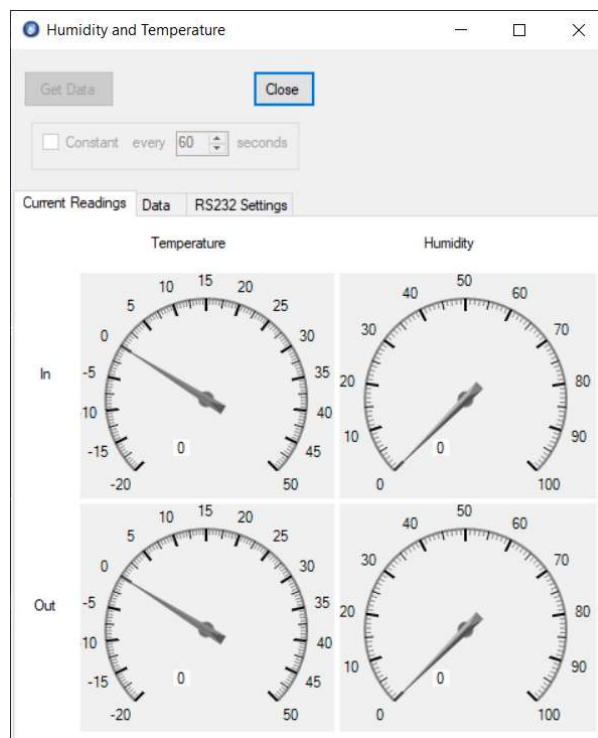 Humidity and Temperature
Get Data
Close
Constant every 60 seconds
Current Readings Data RS232 Settings
Temperature Humidity
In
-20 -15 -10 -5 0 5 10 15 20 25 30 35 40 45 50
0
0 10 20 30 40 50 60 70 80 90 100
0
Out
-20 -15 -10 -5 0 5 10 15 20 25 30 35 40 45 50
0
0 10 20 30 40 50 60 70 80 90 100
0